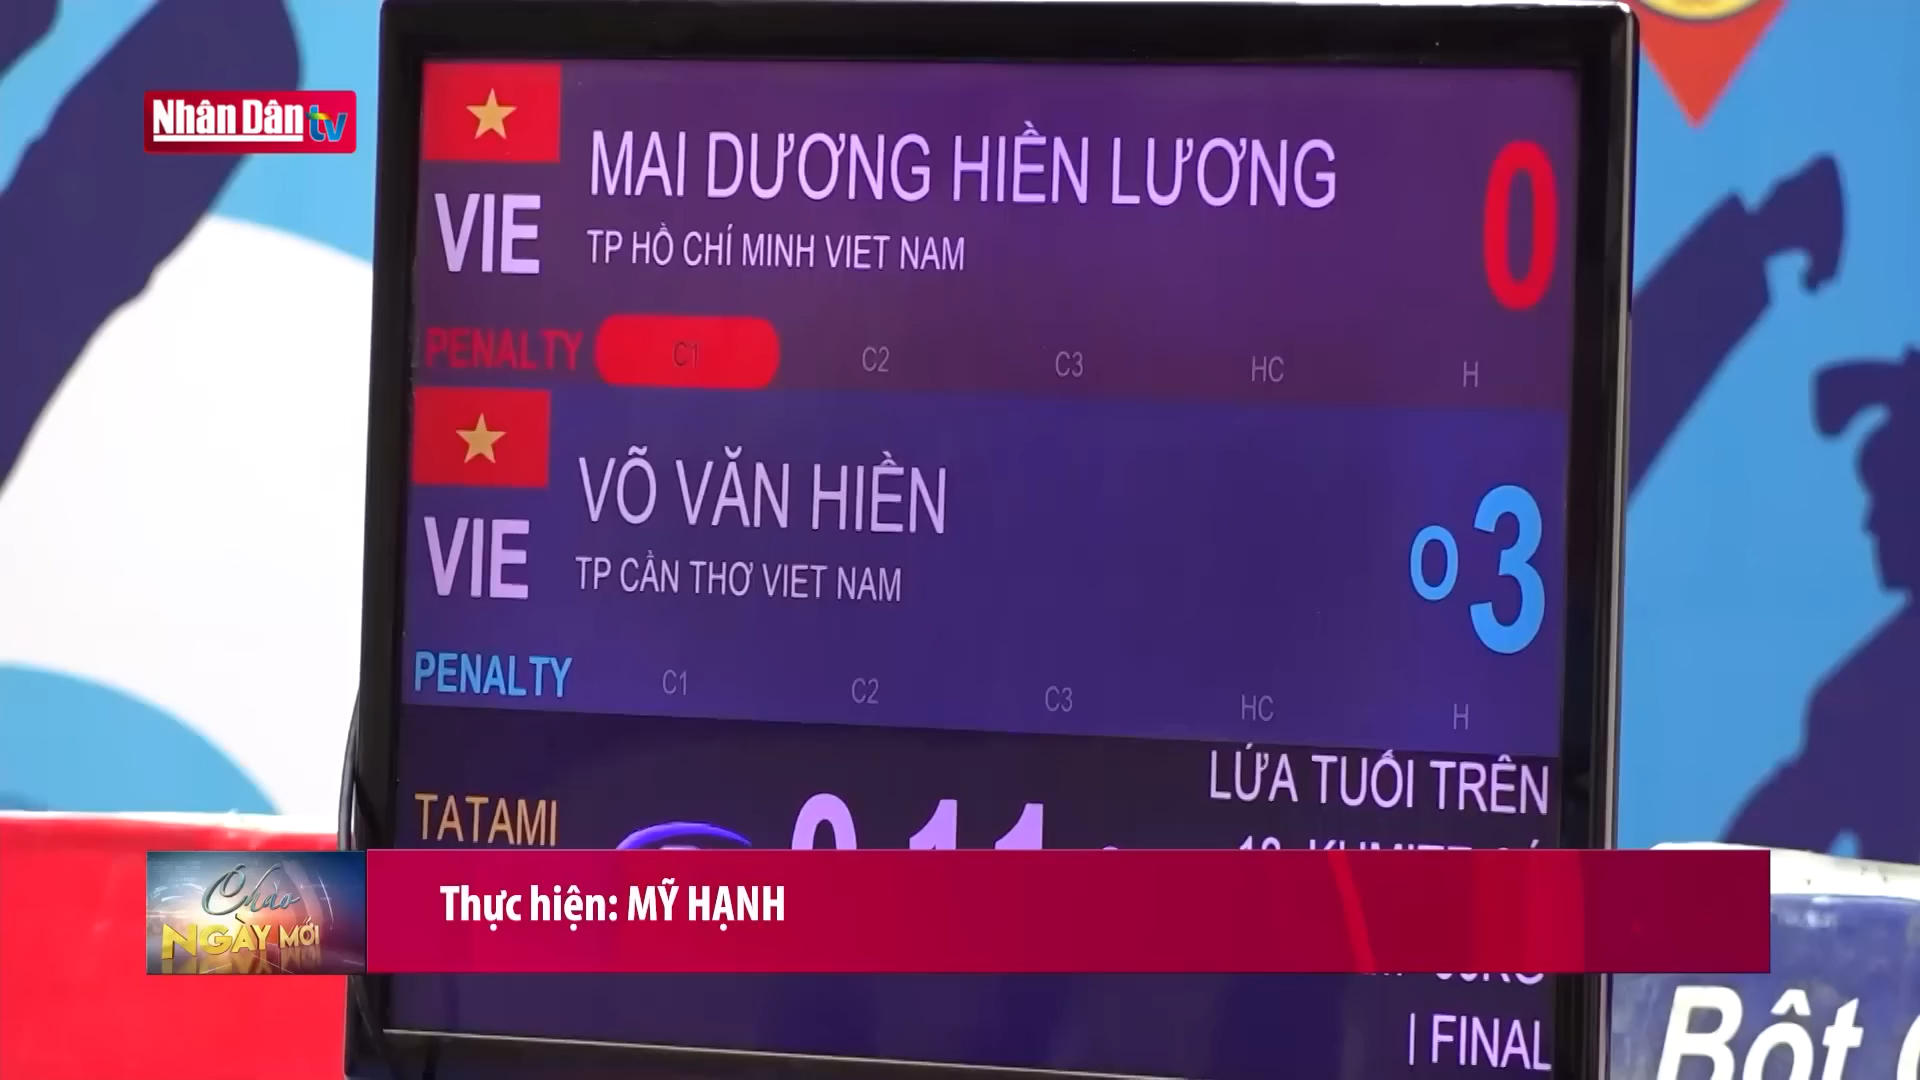 Nhân Dân tv
MAI DƯƠNG HIỀN LƯƠNG
0
VIE
TP HỒ CHÍ MINH VIET NAM
PENALTY C1 C2 C3 HC H
VÕ VĂN HIỀN
VIE
3
TP CẦN THƠ VIET NAM
PENALTY C1 C2 C3 HC H
LỨA TUỔI TRÊN
TATAMI
Chào
NGÀY MỚI
Thực hiện: MỸ HẠNH
FINAL
Bột